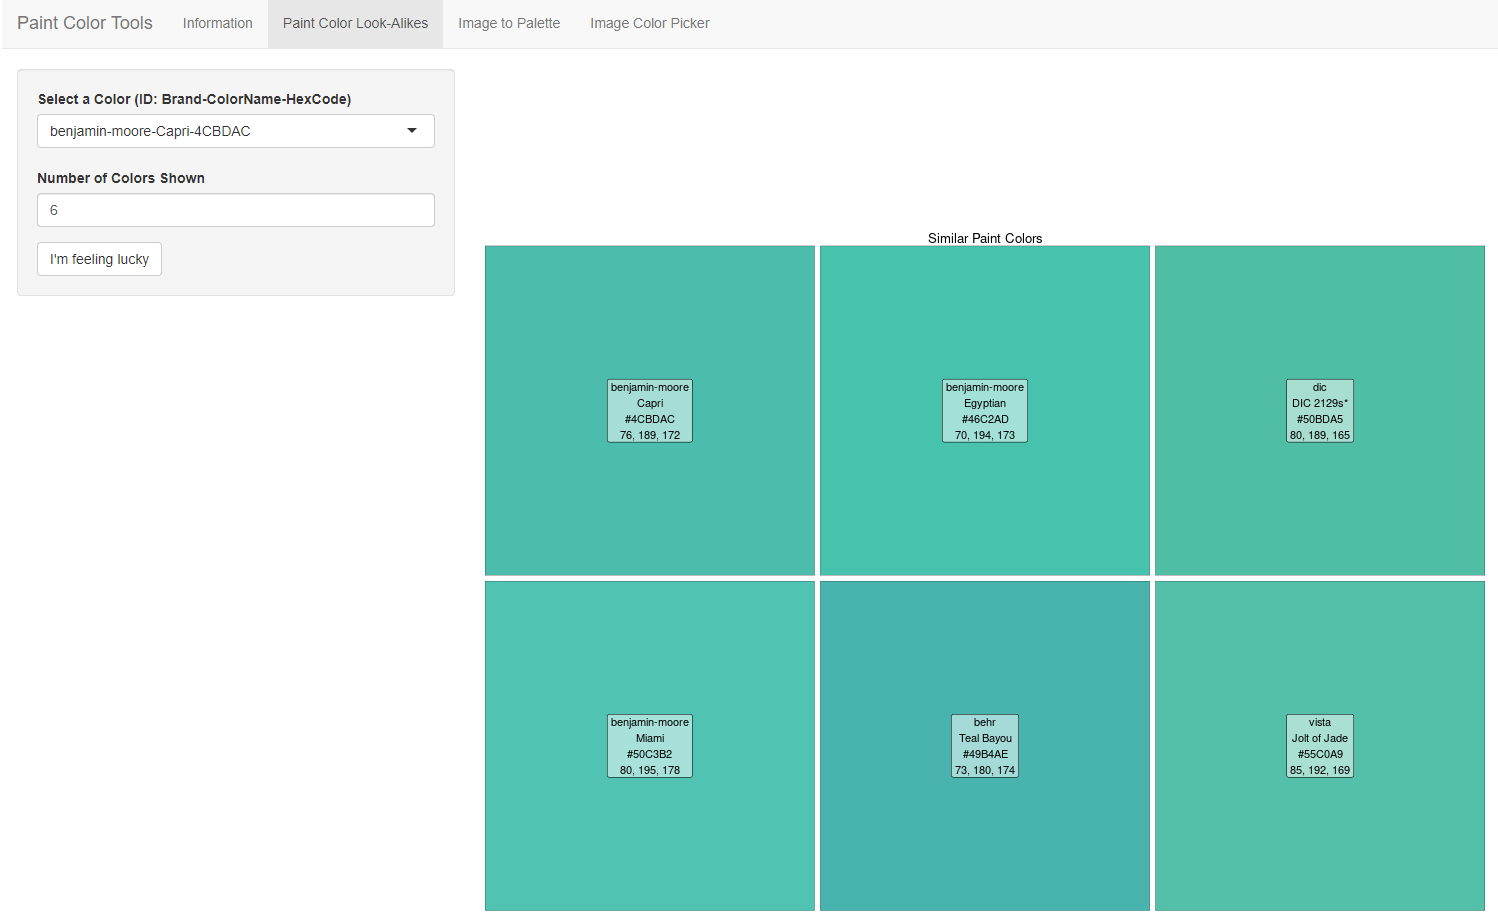 Paint Color Tools
Information
Paint Color Look-Alikes
Image to Palette
Image Color Picker
Select a Color (ID: Brand-ColorName-HexCode)
benjamin-moore-Capri-4CBDAC
Number of Colors Shown
6
I'm feeling lucky
Similar Paint Colors
benjamin-moore
Capri
#4CBDAC
76, 189, 172
benjamin-moore
Egyptian
#46C2AD
70, 194, 173
dic
DIC 2129s*
#50BDA5
80, 189, 165
benjamin-moore
Miami
#50C3B2
80, 195, 178
behr
Teal Bayou
#49B4AE
73, 180, 174
vista
Jolt of Jade
#55C0A9
85, 192, 169